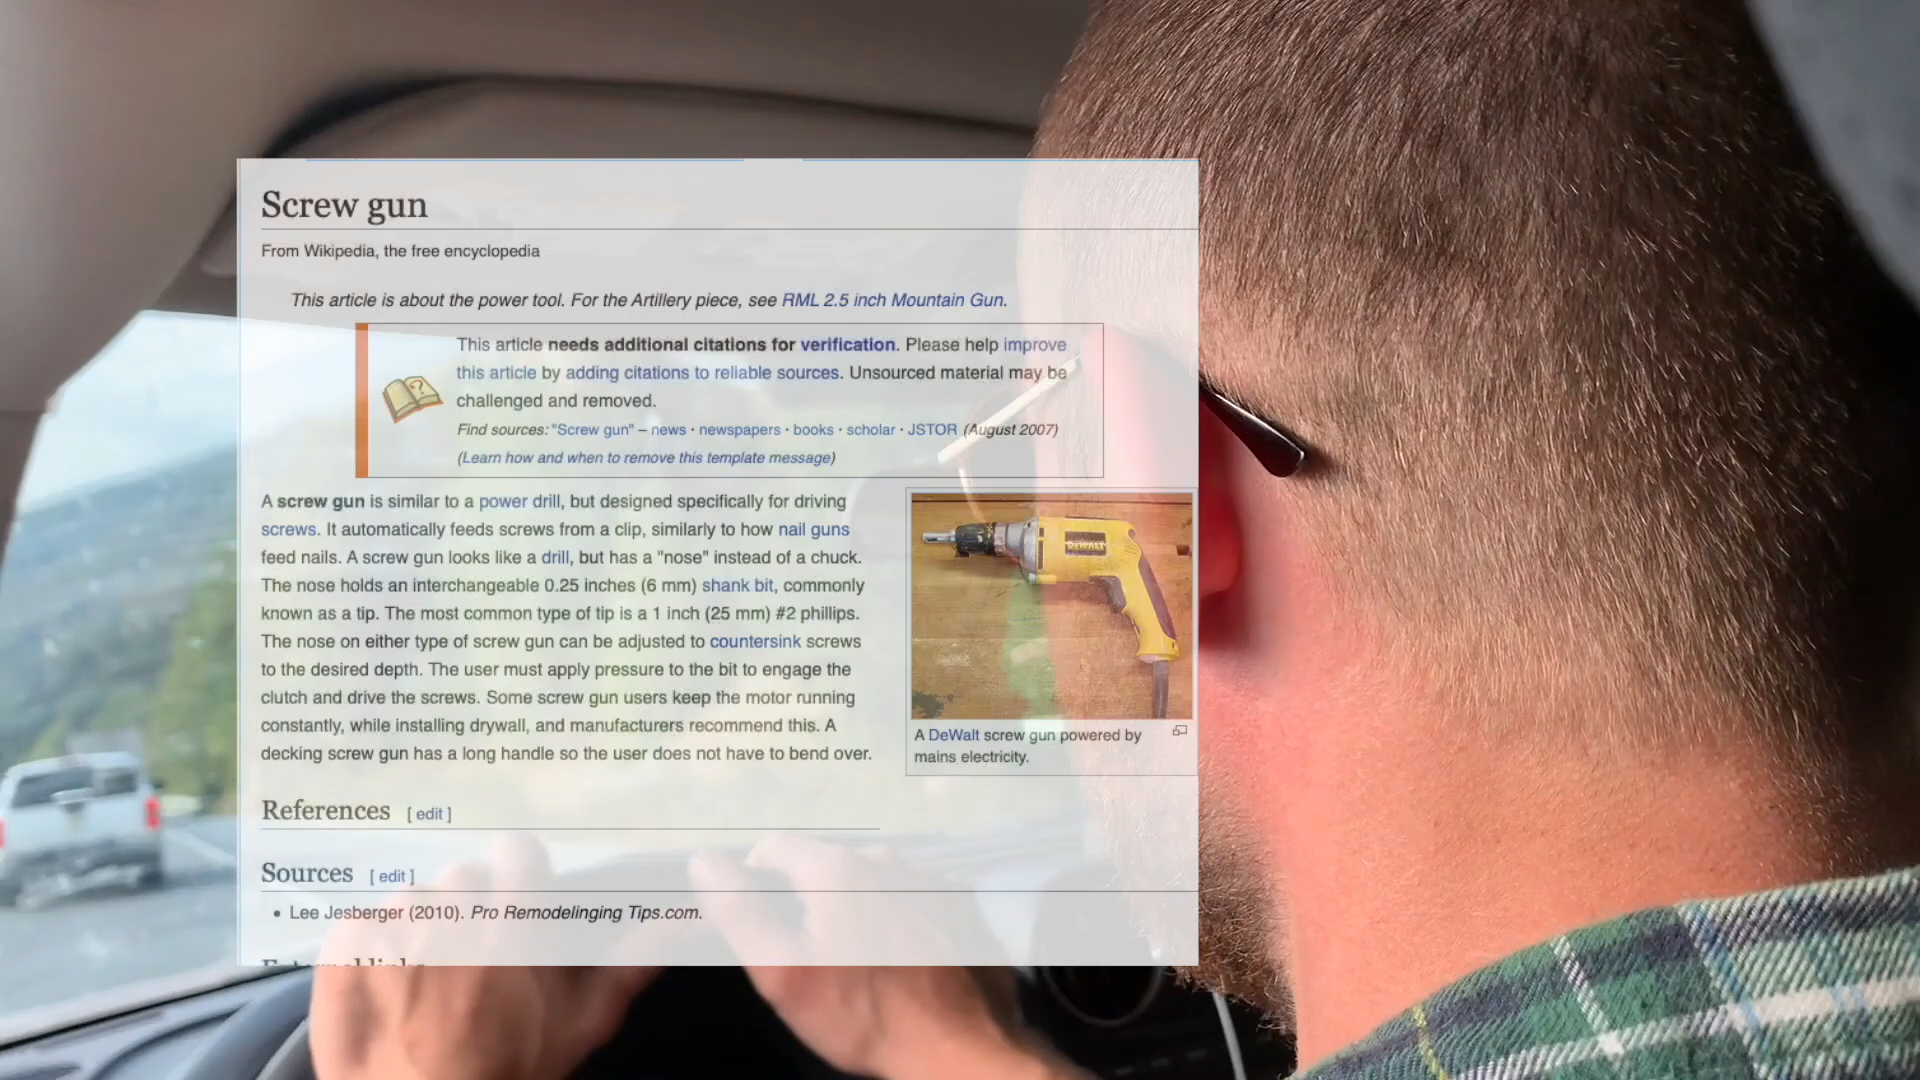 Screw gun
From Wikipedia, the free encyclopedia
This article is about the power tool. For the Artillery piece, see RML 2.5 inch Mountain Gun.
This article needs additional citations for verification. Please help improve
this article by adding citations to reliable sources. Unsourced material may be
challenged and removed.
Find sources: "Screw gun" – news · newspapers · books · scholar · JSTOR (August 2007)
(Learn how and when to remove this template message)
A screw gun is similar to a power drill, but designed specifically for driving
screws. It automatically feeds screws from a clip, similarly to how nail guns
feed nails. A screw gun looks like a drill, but has a "nose" instead of a chuck.
The nose holds an interchangeable 0.25 inches (6 mm) shank bit, commonly
known as a tip. The most common type of tip is a 1 inch (25 mm) #2 phillips.
The nose on either type of screw gun can be adjusted to countersink screws
to the desired depth. The user must apply pressure to the bit to engage the
clutch and drive the screws. Some screw gun users keep the motor running
constantly, while installing drywall, and manufacturers recommend this. A
decking screw gun has a long handle so the user does not have to bend over.
DEWALT
A DeWalt screw gun powered by
mains electricity.
References [ edit ]
Sources [ edit ]
• Lee Jesberger (2010). Pro Remodelinging Tips.com.
External links